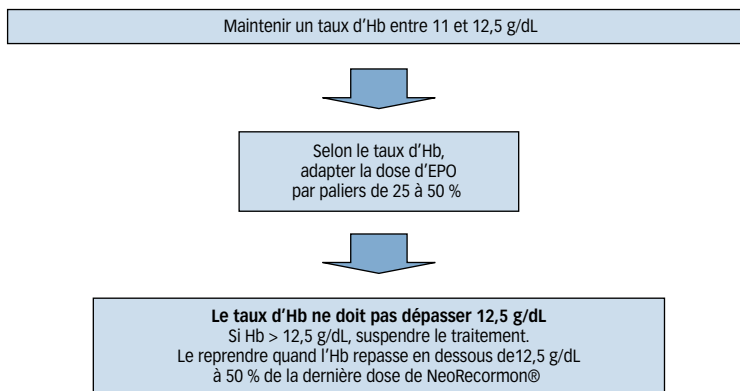 Maintenir un taux d'Hb entre 11 et 12,5 g/dL
Selon le taux d'Hb,
adapter la dose d'EPO
par paliers de 25 à 50 %
Le taux d'Hb ne doit pas dépasser 12,5 g/dL
Si Hb > 12,5 g/dL, suspendre le traitement.
Le reprendre quand l'Hb repasse en dessous de12,5 g/dL
à 50 % de la dernière dose de NeoRecormon®